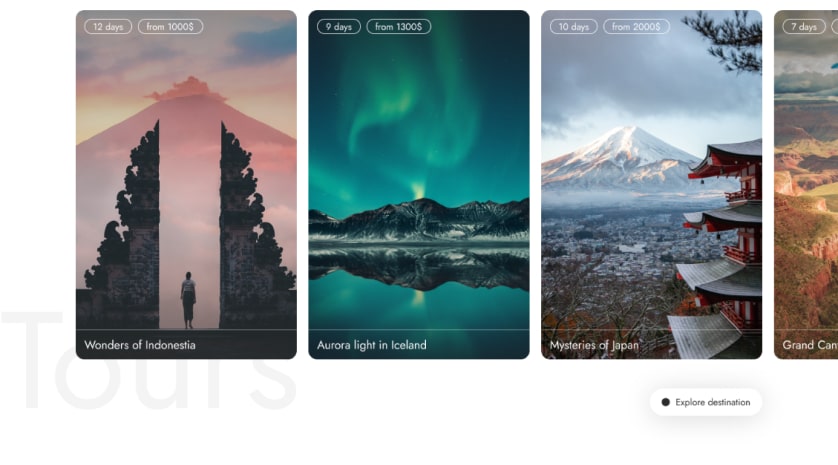 12 days from 1000$
9 days from 1300$
10 days from 2000$
7 days
Wonders of Indonestia
Aurora light in Iceland
Mysteries of Japan
Grand Can
Tours
Explore destination